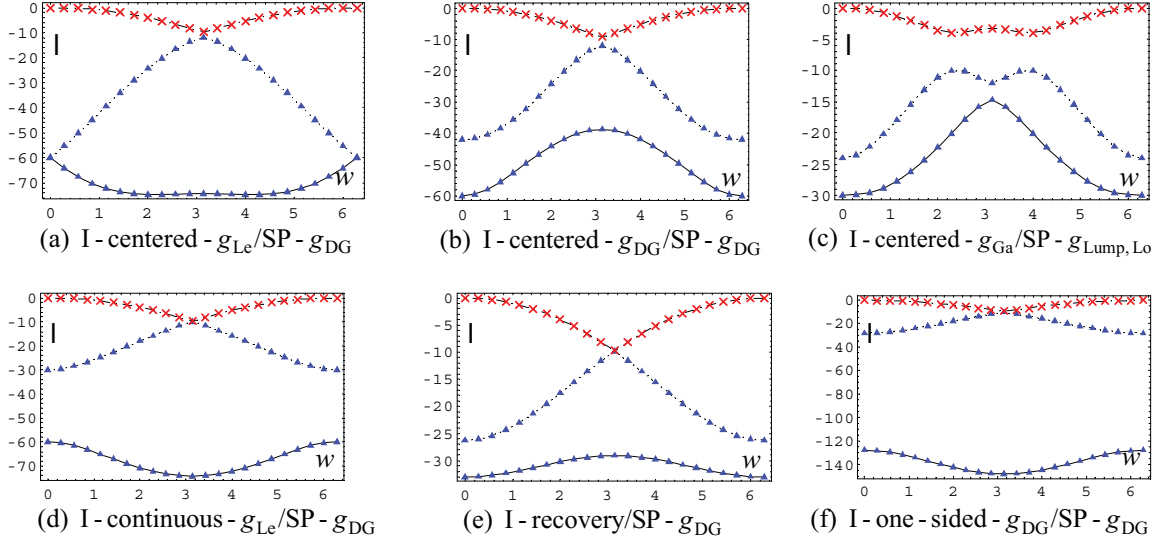 0
-10
-20
-30
-40
-50
-60
-70
l
w
0 1 2 3 4 5 6
(a) I - centered - gLe/SP - gDG
0
-10
-20
-30
-40
-50
-60
l
w
0 1 2 3 4 5 6
(b) I - centered - gDG/SP - gDG
0
-5
-10
-15
-20
-25
-30
l
w
0 1 2 3 4 5 6
(c) I - centered - gGa/SP - gLump, Lo
0
-10
-20
-30
-40
-50
-60
-70
l
w
0 1 2 3 4 5 6
(d) I - continuous - gLe/SP - gDG
0
-5
-10
-15
-20
-25
-30
l
w
0 1 2 3 4 5 6
(e) I - recovery/SP - gDG
0
-20
-40
-60
-80
-100
-120
-140
l
w
0 1 2 3 4 5 6
(f) I - one - sided - gDG/SP - gDG